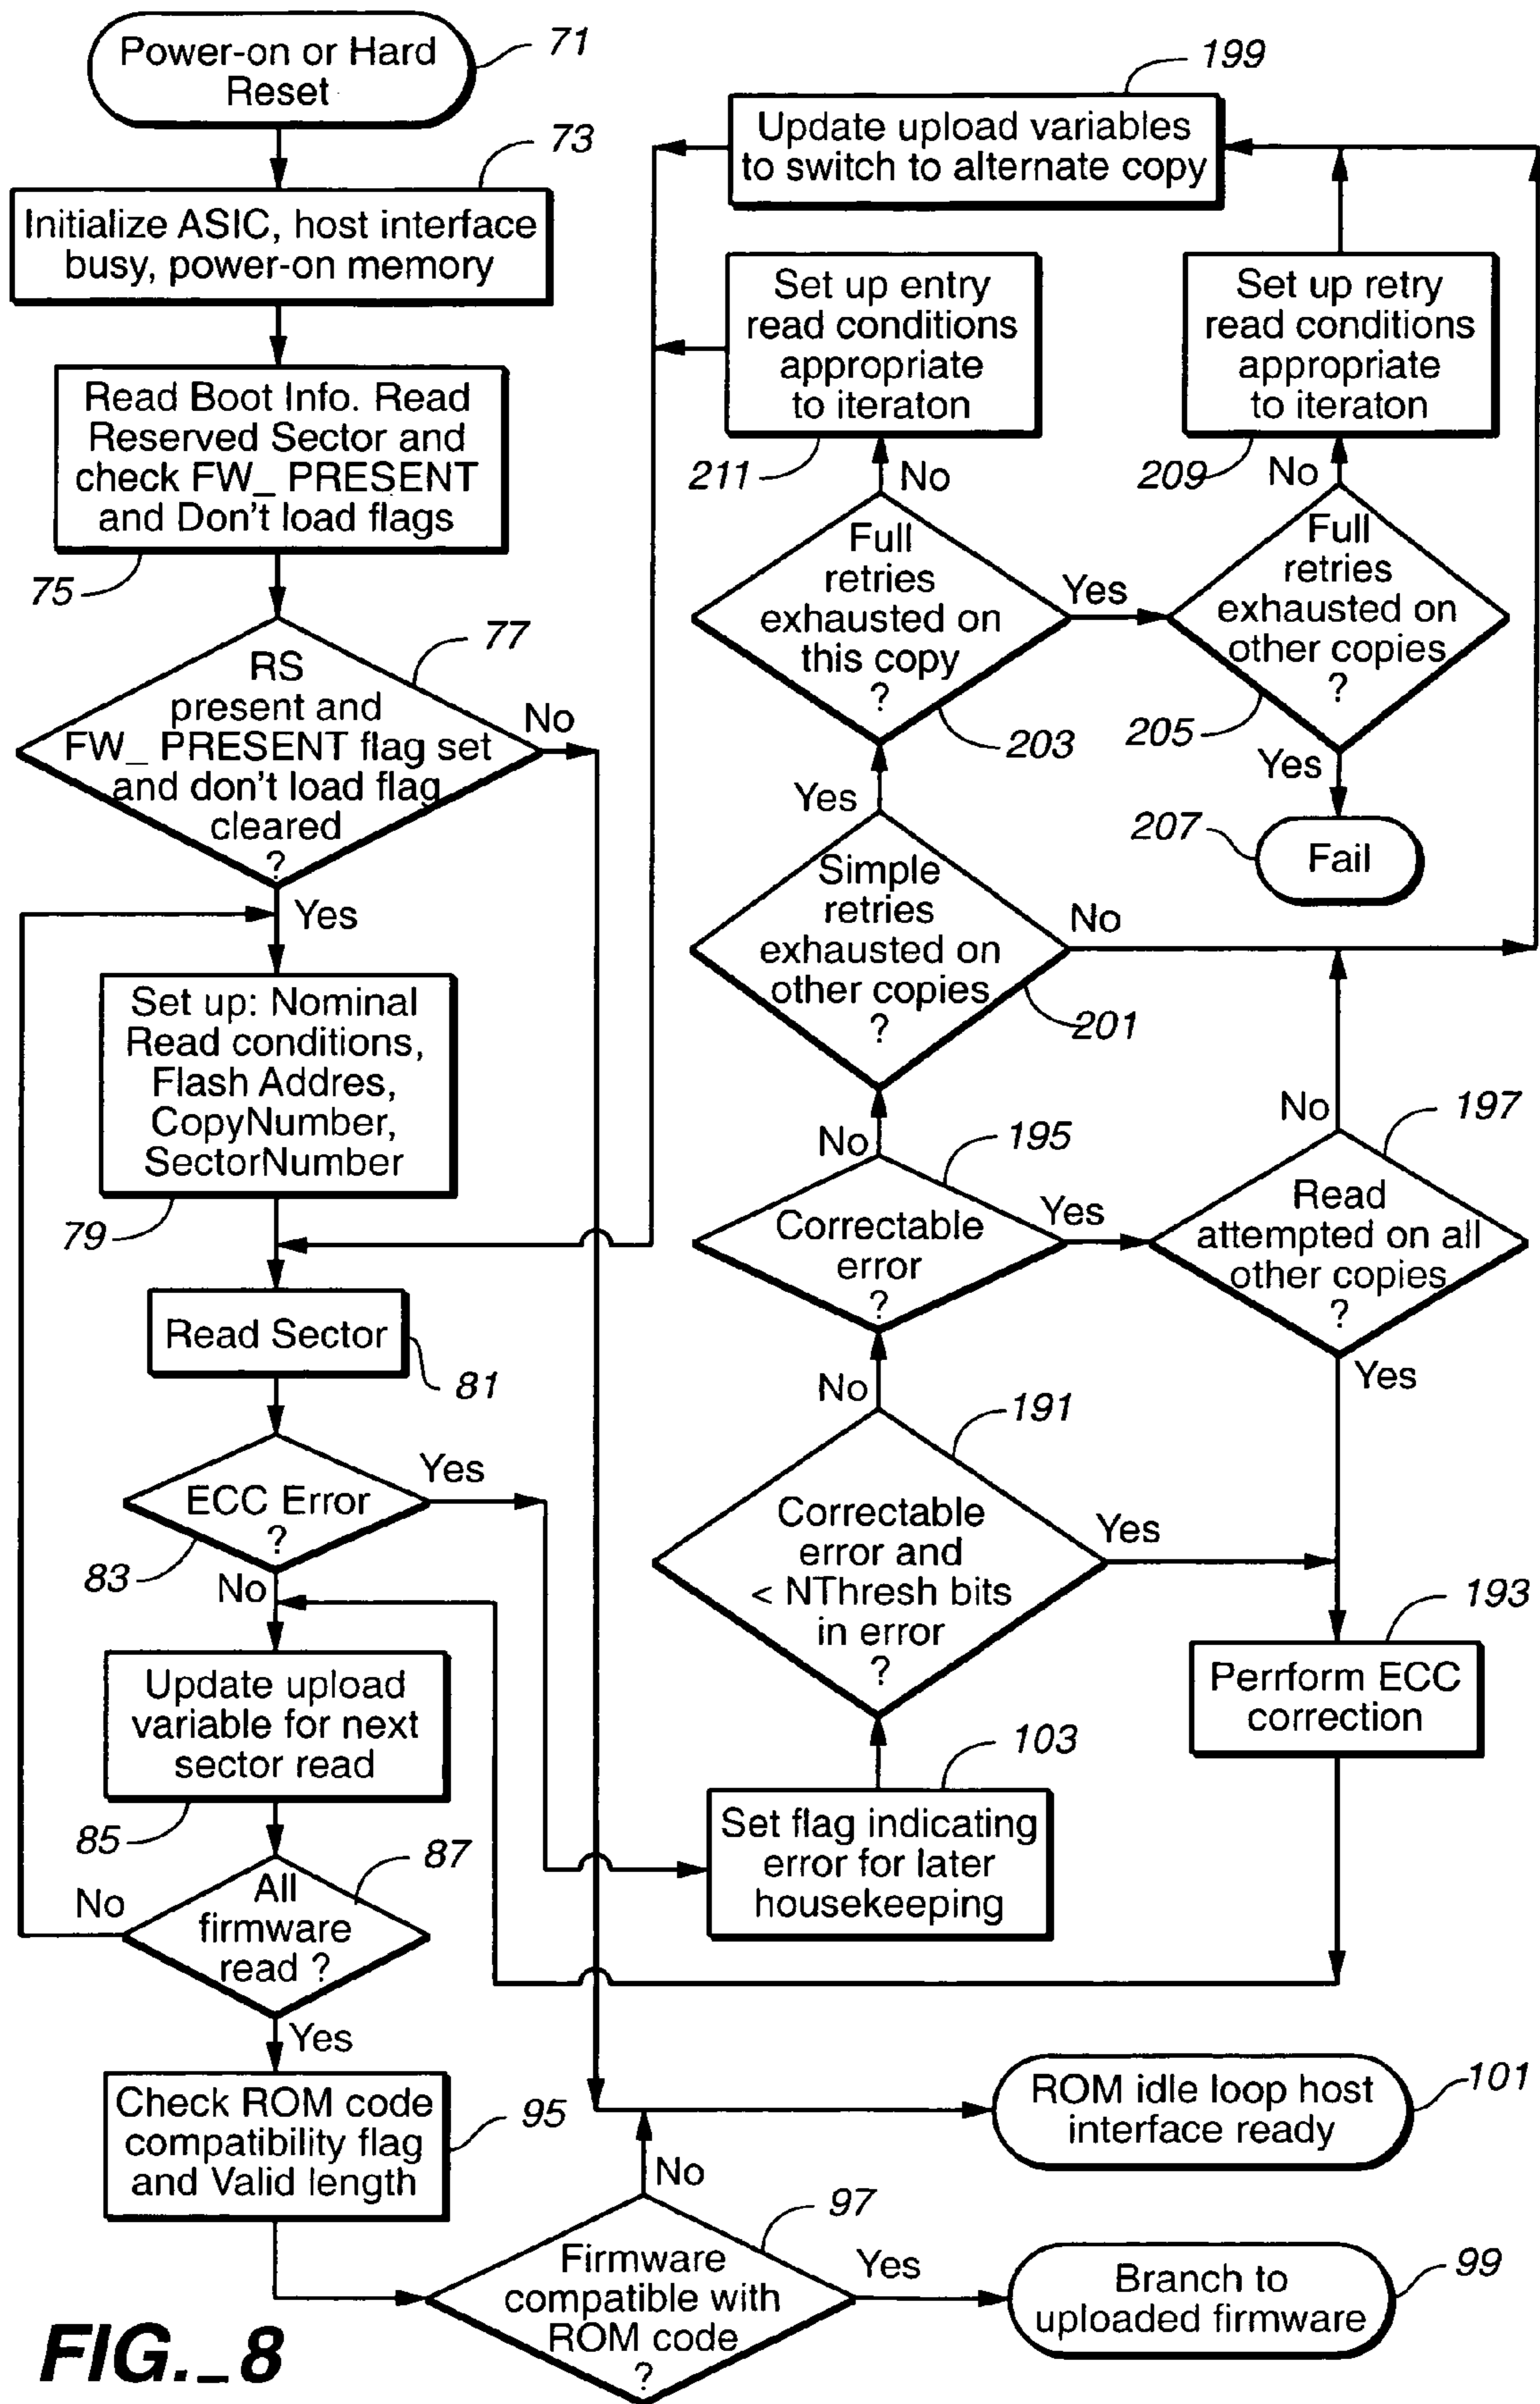 Power-on or Hard
Reset
71
73
Initialize ASIC, host interface
busy, power-on memory
Read Boot Info. Read
Reserved Sector and
check FW_ PRESENT
and Don't load flags
75
77
RS
present and
FW_ PRESENT flag set
and don't load flag
cleared
?
No
Yes
Set up: Nominal
Read conditions,
Flash Addres,
CopyNumber,
SectorNumber
79
Read Sector
81
ECC Error
?
Yes
83
No
Update upload
variable for next
sector read
85
87
All
firmware
read ?
No
Yes
Check ROM code
compatibility flag
and Valid length
95
199
Update upload variables
to switch to alternate copy
Set up entry
read conditions
appropriate
to iteraton
211
No
Set up retry
read conditions
appropriate
to iteraton
209
No
Full
retries
exhausted on
this copy
?
Yes
203
Full
retries
exhausted on
other copies
?
205
Yes
207
Fail
Yes
Simple
retries
exhausted on
other copies
?
No
201
No
195
Correctable
error
?
Yes
No
197
Read
attempted on all
other copies
?
Yes
No
191
Correctable
error and
< NThresh bits
in error
?
Yes
193
Perrform ECC
correction
103
Set flag indicating
error for later
housekeeping
ROM idle loop host
interface ready
101
No
97
Firmware
compatible with
ROM code
?
Yes
Branch to
uploaded firmware
99
FIG._8